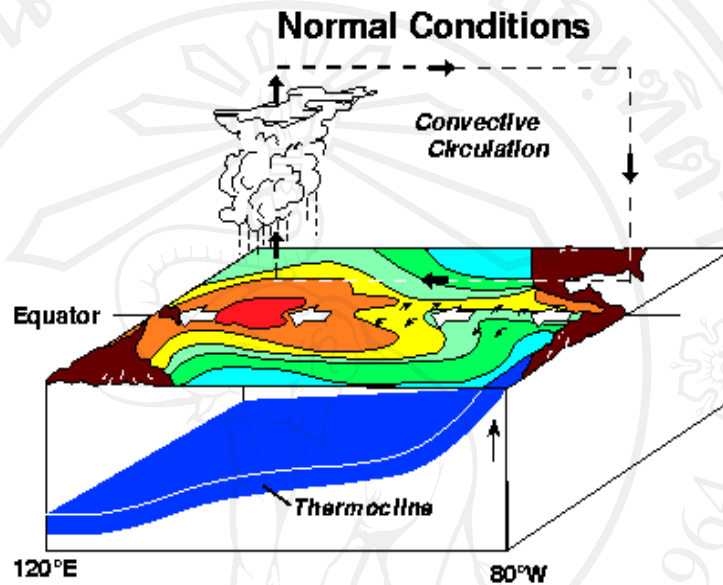 Normal Conditions
Convective
Circulation
Equator
Thermocline
120°E
80°W